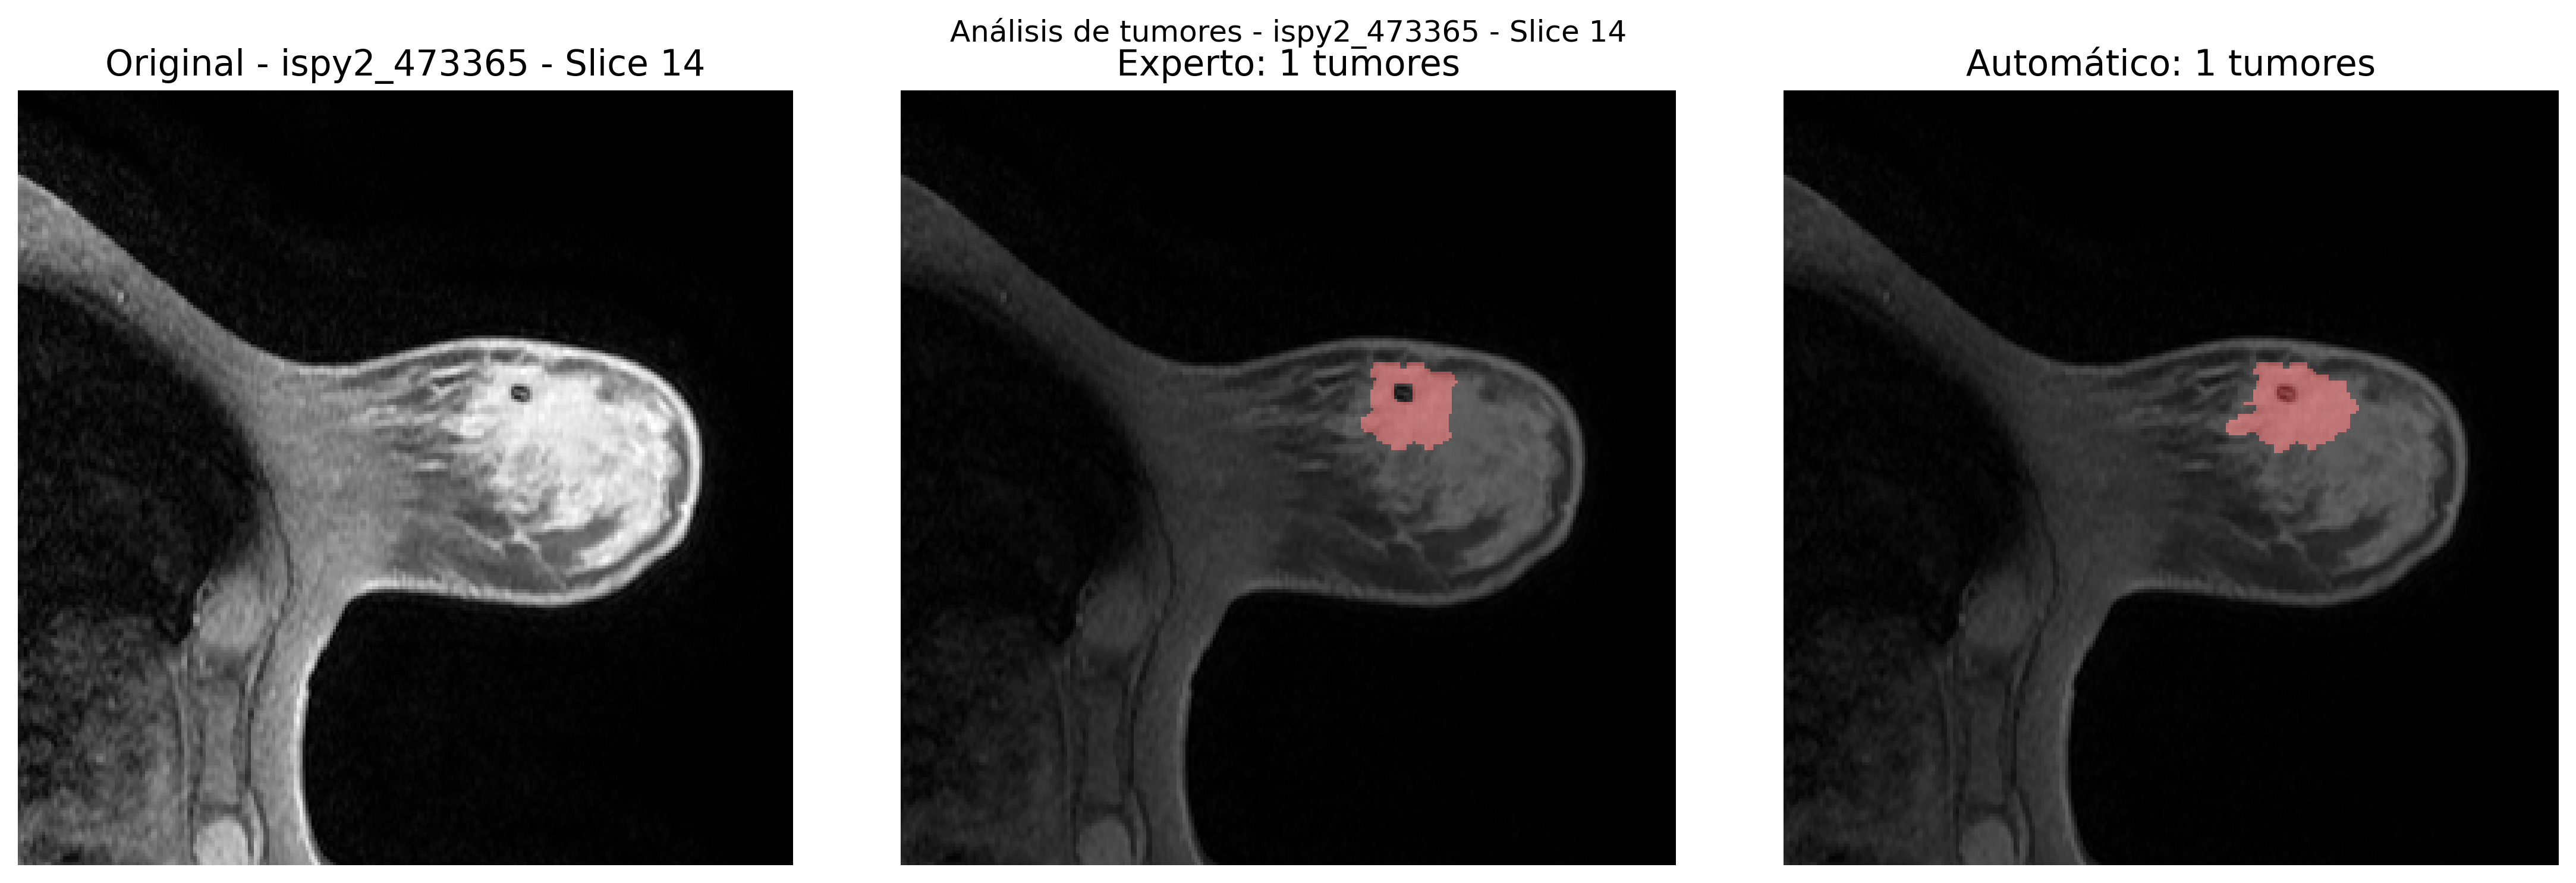 Análisis de tumores - ispy2_473365 - Slice 14
Original - ispy2_473365 - Slice 14
Experto: 1 tumores
Automático: 1 tumores